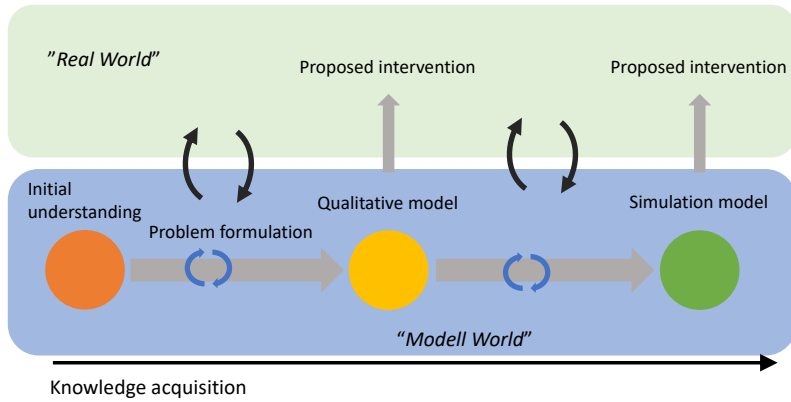 ”Real World”
Proposed intervention
Proposed intervention
Initial
understanding
Qualitative model
Simulation model
Problem formulation
“Modell World”
Knowledge acquisition